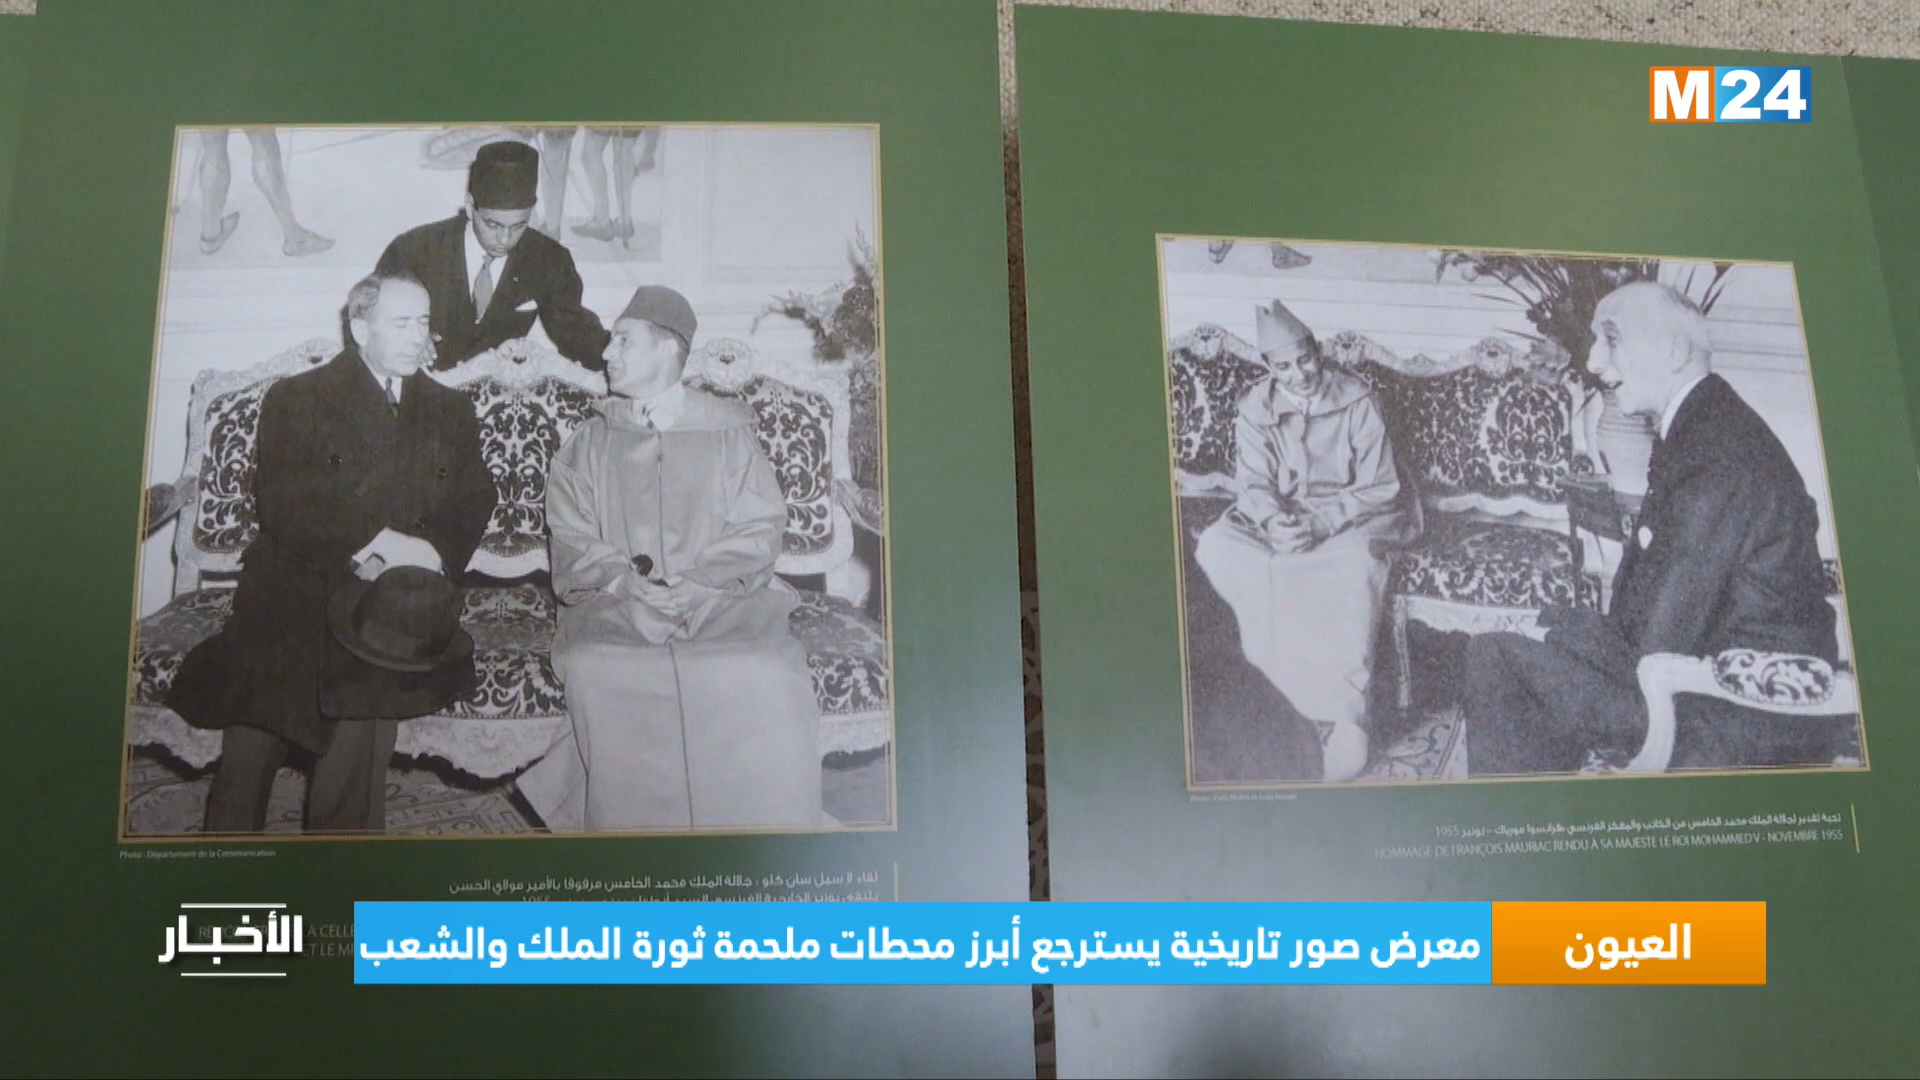 M24
Photo : Département de la Communication
لقاء لا سيل سان كلو : جلالة الملك محمد الخامس مرفوقا بالأمير مولاي الحسن
1955
تحية تقدير لجلالة الملك محمد الخامس من الكاتب والمفكر الفرنسي فرانسوا مورياك - نونبر 1955
HOMMAGE DE FRANÇOIS MAURIAC RENDU À SA MAJESTE LE ROI MOHAMMED V - NOVEMBRE 1955
العيون
معرض صور تاريخية يسترجع أبرز محطات ملحمة ثورة الملك والشعب
الأخبار